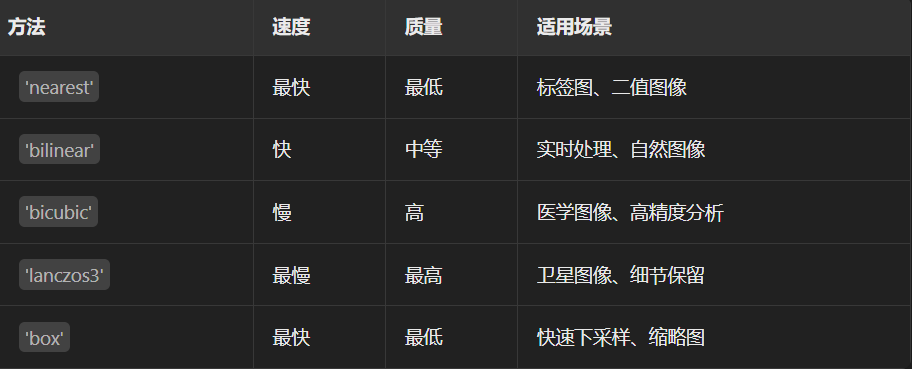 方法 速度 质量 适用场景
'nearest' 最快 最低 标签图、二值图像
'bilinear' 快 中等 实时处理、自然图像
'bicubic' 慢 高 医学图像、高精度分析
'lanczos3' 最慢 最高 卫星图像、细节保留
'box' 最快 最低 快速下采样、缩略图